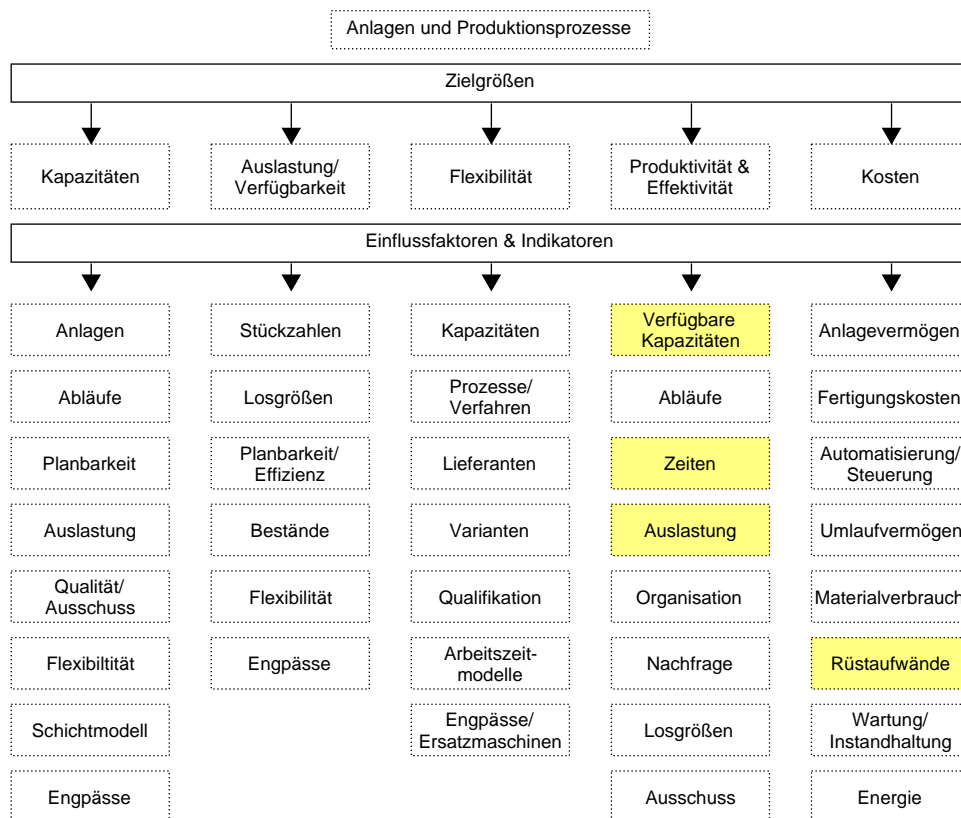 Anlagen und Produktionsprozesse
Zielgrößen
Kapazitäten
Auslastung/
Verfügbarkeit
Flexibilität
Produktivität &
Effektivität
Kosten
Einflussfaktoren & Indikatoren
Anlagen
Abläufe
Planbarkeit
Auslastung
Qualität/
Ausschuss
Flexibiltität
Schichtmodell
Engpässe
Stückzahlen
Losgrößen
Planbarkeit/
Effizienz
Bestände
Flexibilität
Engpässe
Kapazitäten
Prozesse/
Verfahren
Lieferanten
Varianten
Qualifikation
Arbeitszeit-
modelle
Engpässe/
Ersatzmaschinen
Verfügbare
Kapazitäten
Abläufe
Zeiten
Auslastung
Organisation
Nachfrage
Losgrößen
Ausschuss
Anlagevermögen
Fertigungskosten
Automatisierung/
Steuerung
Umlaufvermögen
Materialverbrauch
Rüstaufwände
Wartung/
Instandhaltung
Energie